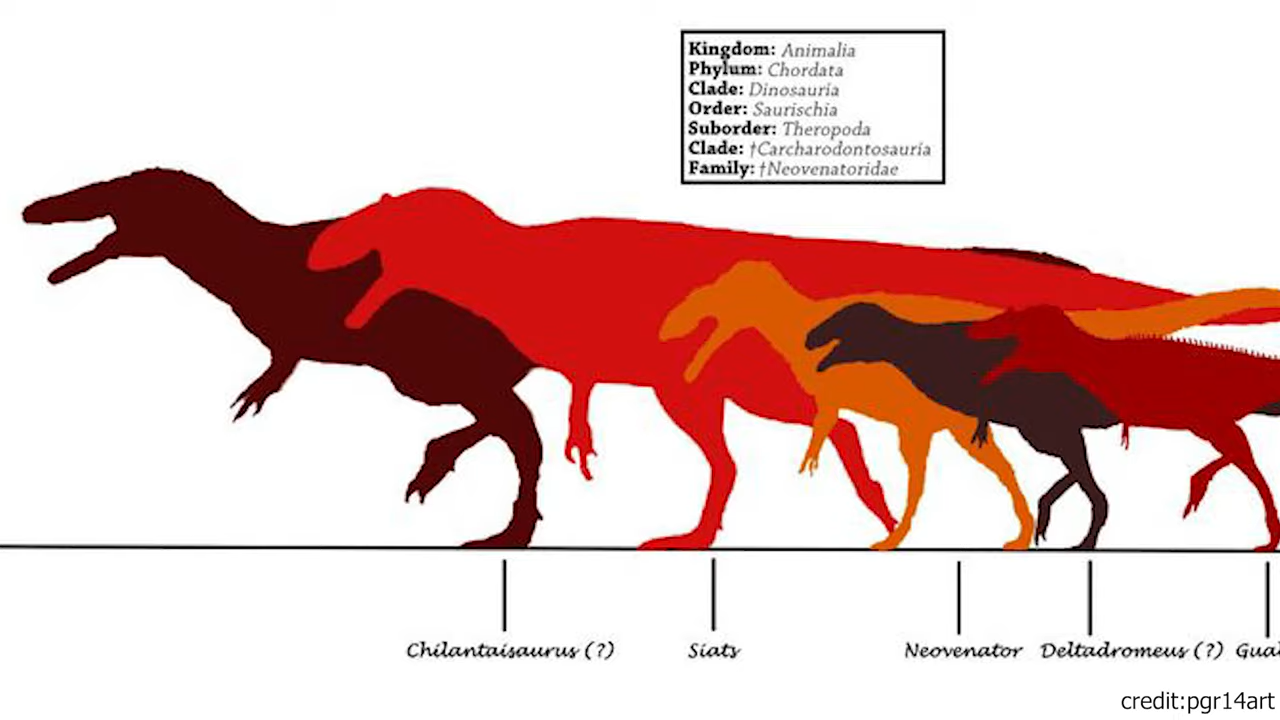 Kingdom: Animalia
Phylum: Chordata
Clade: Dinosauria
Order: Saurischia
Suborder: Theropoda
Clade: †Carcharodontosauria
Family: †Neovenatoridae
Chilantaisaurus (?) Siats Neovenator Deltadromeus (?)
credit:pgr14art